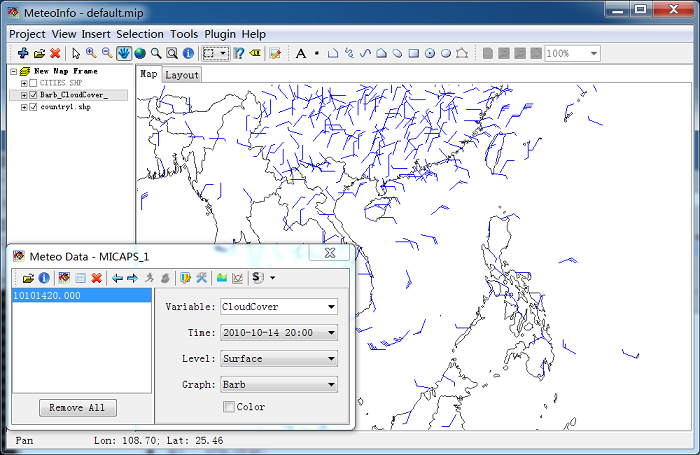 MeteoInfo - default.mip
Project View Insert Selection Tools Plugin Help
A 100%
New Map Frame
CITIES SHP
Barb_CloudCover_
country1.shp
Map Layout
Meteo Data - MICAPS_1
S
10101420.000
Variable: CloudCover
Time: 2010-10-14 20:00
Level: Surface
Graph: Barb
Color
Remove All
Pan Lon: 108.70; Lat: 25.46